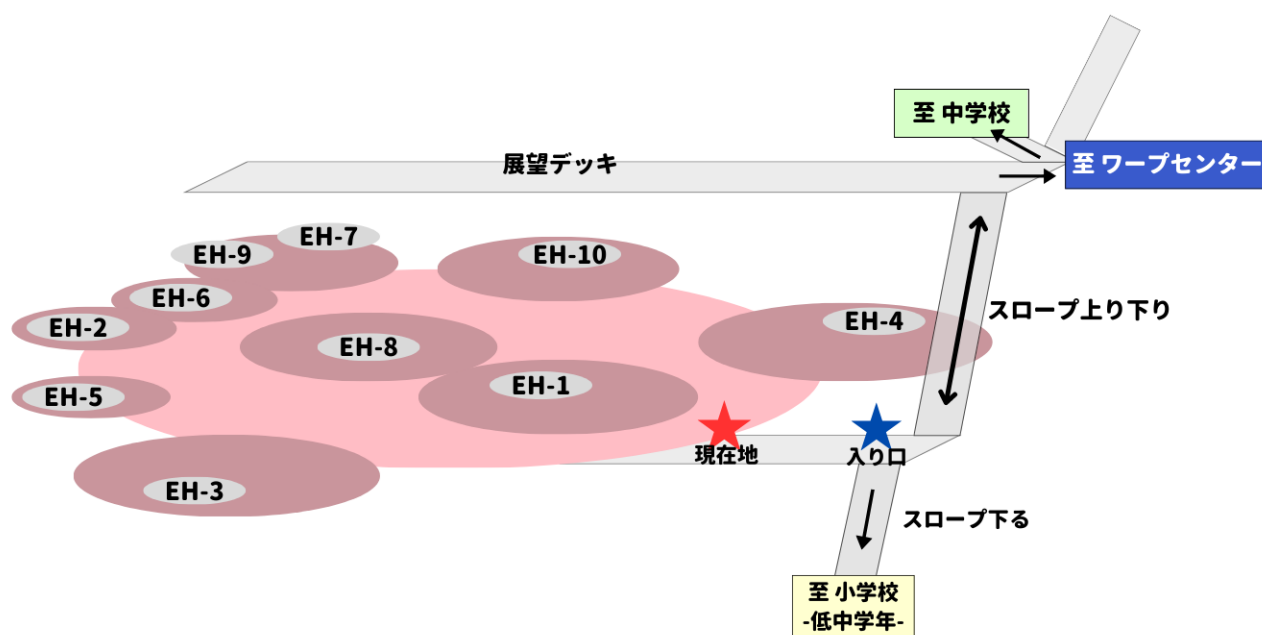 至 中学校
展望デッキ
至 ワープセンター
EH-7
EH-9
EH-10
EH-6
EH-2
EH-4
スロープ上り下り
EH-8
EH-1
EH-5
現在地
入り口
EH-3
スロープ下る
至 小学校
-低中学年-